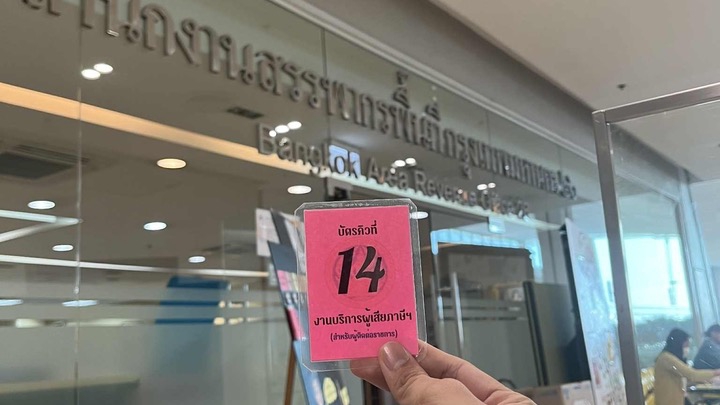 สำนักงานสรรพากรพื้นที่กรุงเทพมหานคร
Bangkok Area Revenue Office
บัตรคิวที่
14
งานบริการผู้เสียภาษีฯ
(สำหรับผู้ติดต่อราชการ)